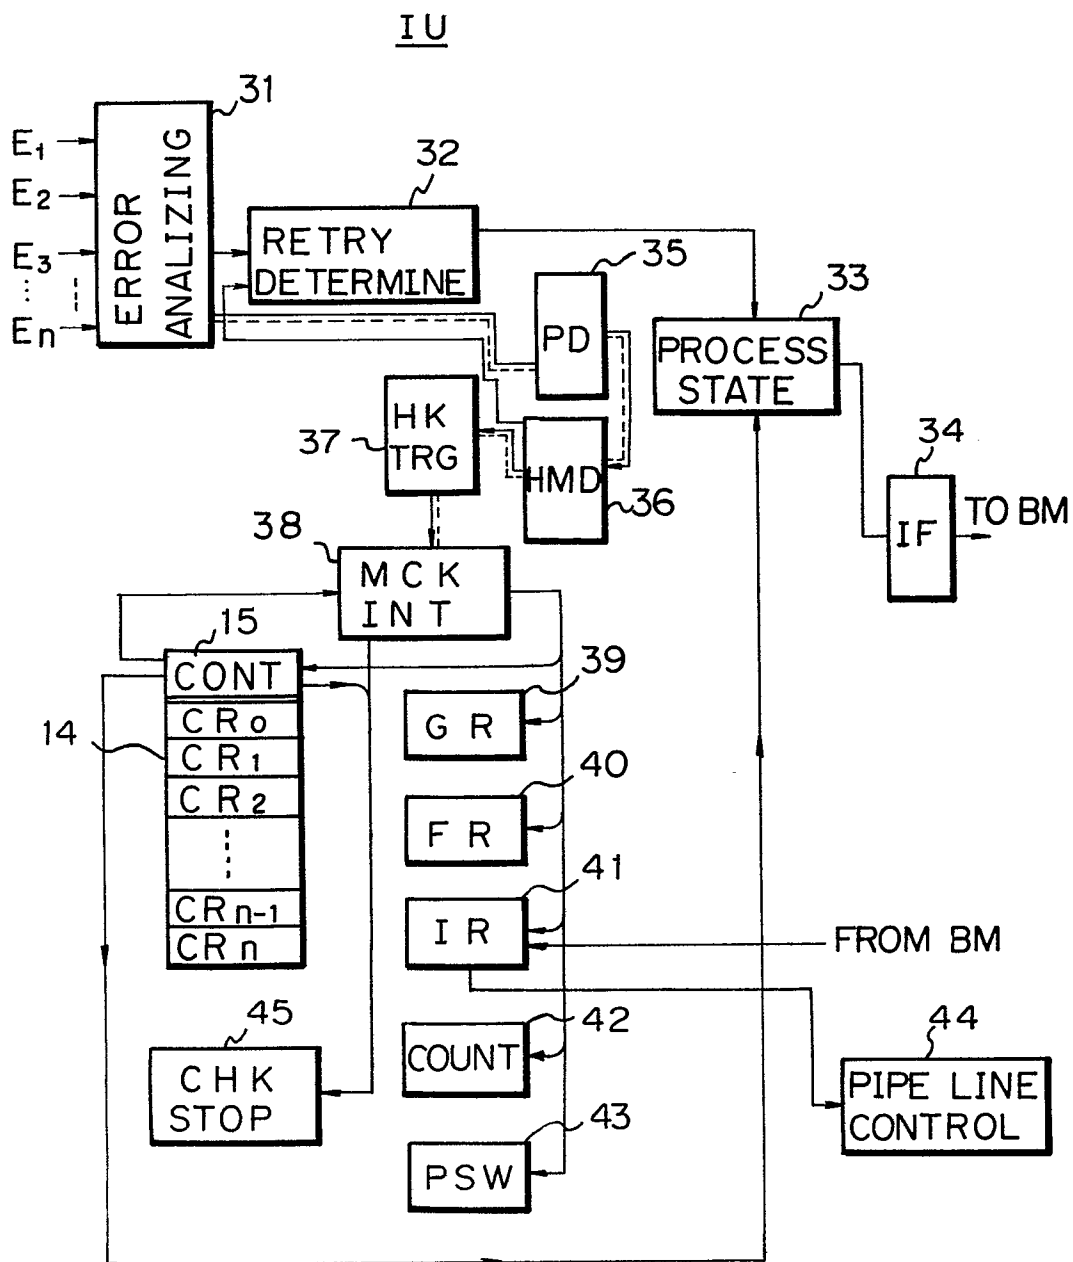 IU
31
E1
E2
E3
En
ERROR
ANALIZING
32
RETRY
DETERMINE
35
PD
33
PROCESS
STATE
HK
TRG
37
HMD
36
34
IF
TO BM
38
MCK
INT
15
CONT
14
CR0
CR1
CR2
CRn-1
CRn
39
GR
40
FR
41
IR
FROM BM
42
COUNT
43
PSW
45
CHK
STOP
44
PIPE LINE
CONTROL